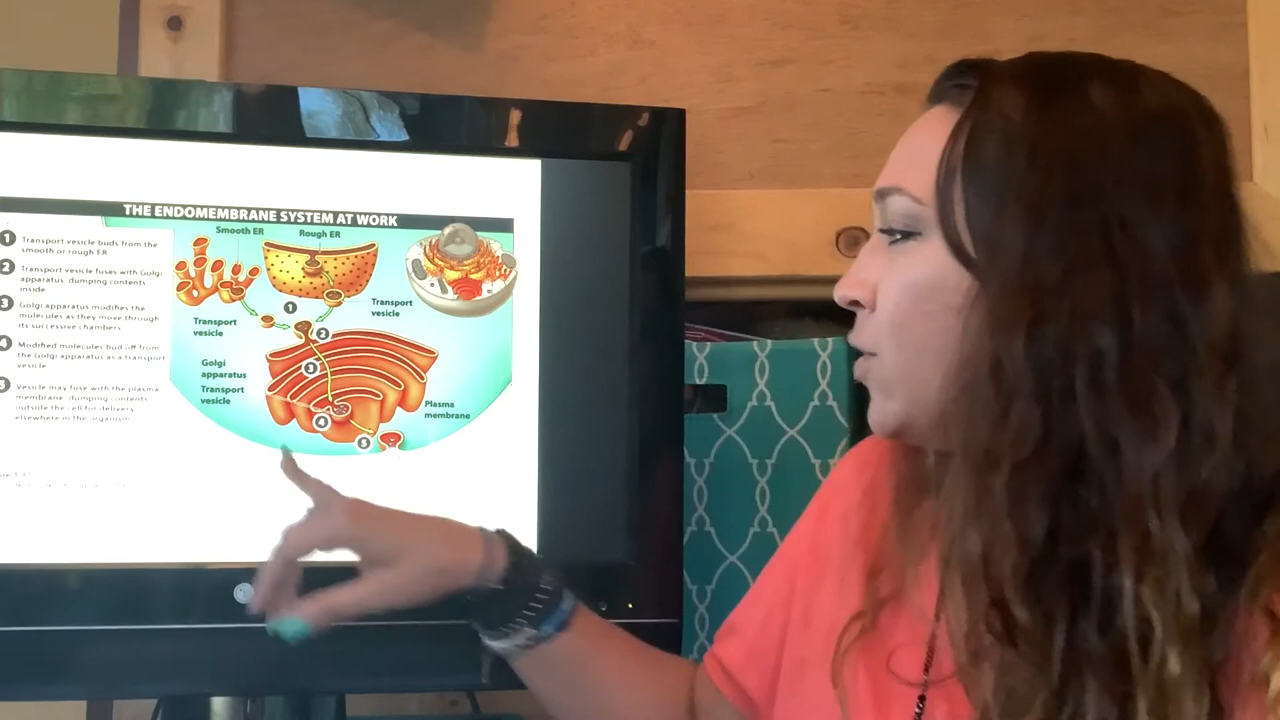 THE ENDOMEMBRANE SYSTEM AT WORK
1 Transport vesicle buds from the
smooth or rough ER
2 Transport vesicle fuses with Golgi
apparatus, dumping contents
inside
3 Golgi apparatus modifies the
molecules as they move through
its successive chambers
4 Modified molecules bud off from
the Golgi apparatus as a transport
vesicle
5 Vesicle may fuse with the plasma
membrane, dumping contents
outside the cell for delivery
elsewhere in the organism
Smooth ER
Rough ER
1
Transport
vesicle
Transport
vesicle
2
3
Golgi
apparatus
Transport
vesicle
4
5
Plasma
membrane